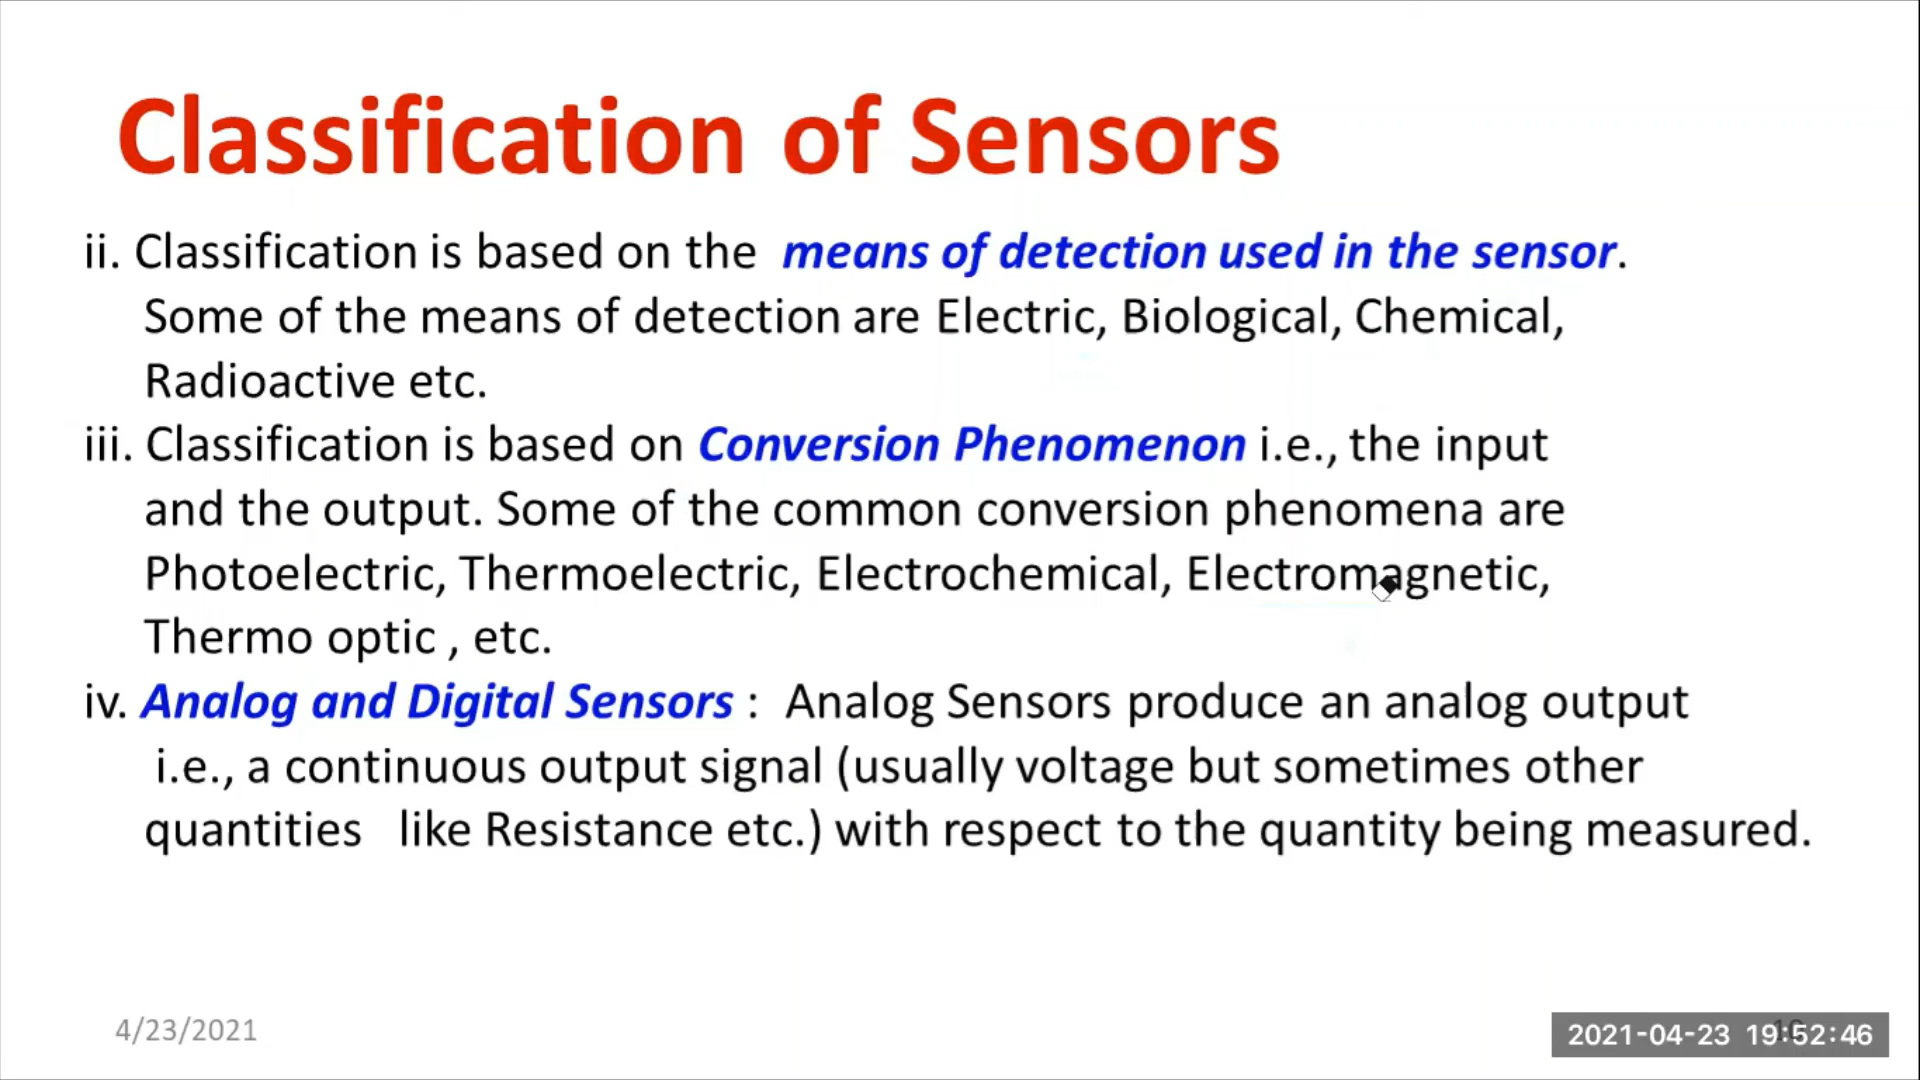 Classification of Sensors
ii. Classification is based on the means of detection used in the sensor.
Some of the means of detection are Electric, Biological, Chemical,
Radioactive etc.
iii. Classification is based on Conversion Phenomenon i.e., the input
and the output. Some of the common conversion phenomena are
Photoelectric, Thermoelectric, Electrochemical, Electromagnetic,
Thermo optic , etc.
iv. Analog and Digital Sensors : Analog Sensors produce an analog output
i.e., a continuous output signal (usually voltage but sometimes other
quantities like Resistance etc.) with respect to the quantity being measured.
4/23/2021
2021-04-23 19:52:46